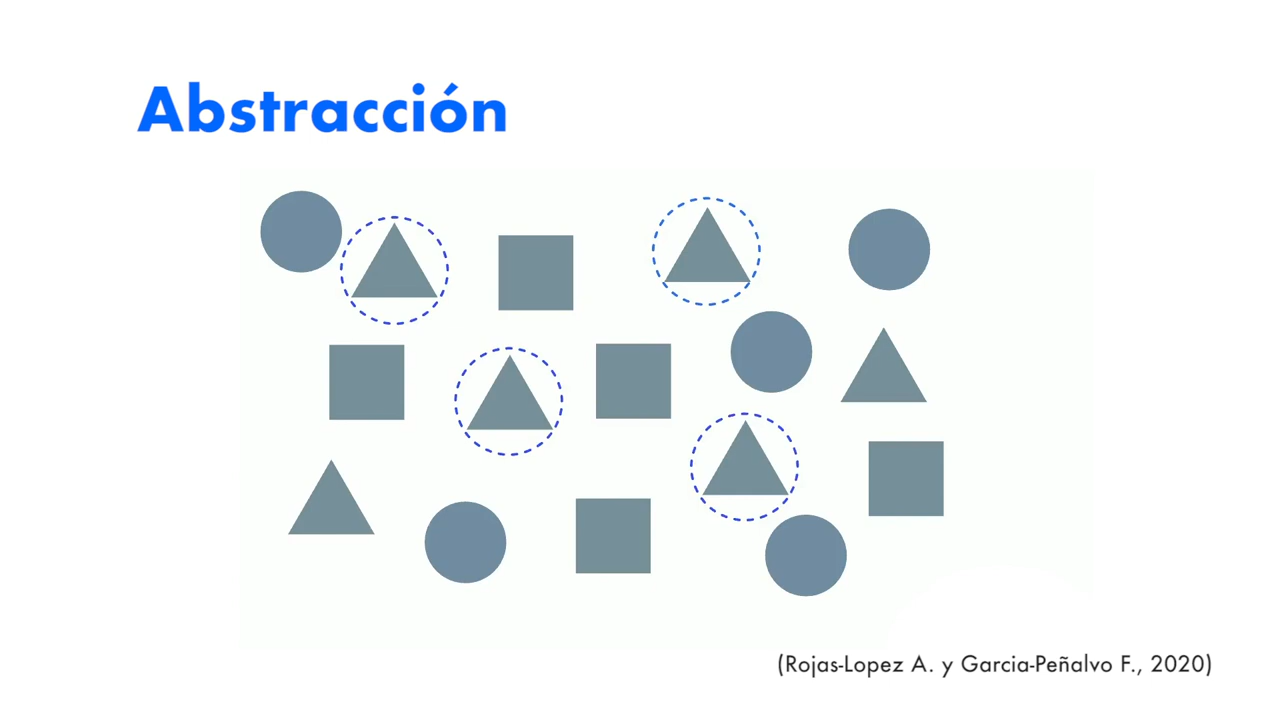 Abstracción
(Rojas-Lopez A. y Garcia-Peñalvo F., 2020)